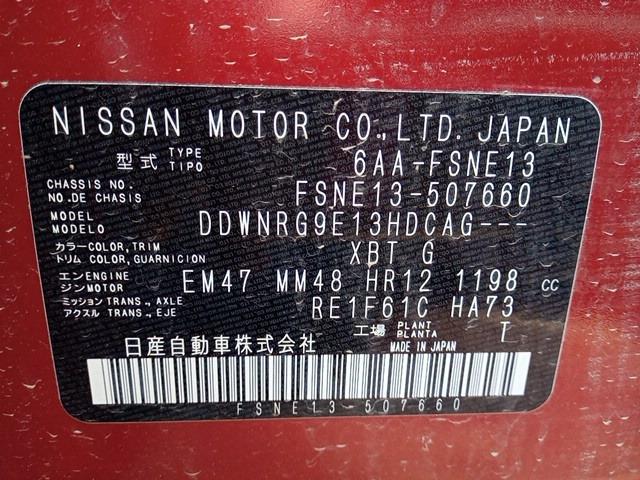 NISSAN MOTOR CO.,LTD. JAPAN
型式 TYPE TIPO 6AA-FSNE13
CHASSIS NO. NO.DE CHASIS FSNE13-507660
MODEL MODELO DDWNRG9E13HDCAG---
カラー COLOR, TRIM トリム COLOR, GUARNICION XBT G
エンジン ENGINE MOTOR EM47 MM48 HR12 1198 CC
ミッション TRANS., AXLE アクスル TRANS., EJE RE1F61C HA73
工場 PLANT PLANTA T
日産自動車株式会社 MADE IN JAPAN
FSNE13-507660